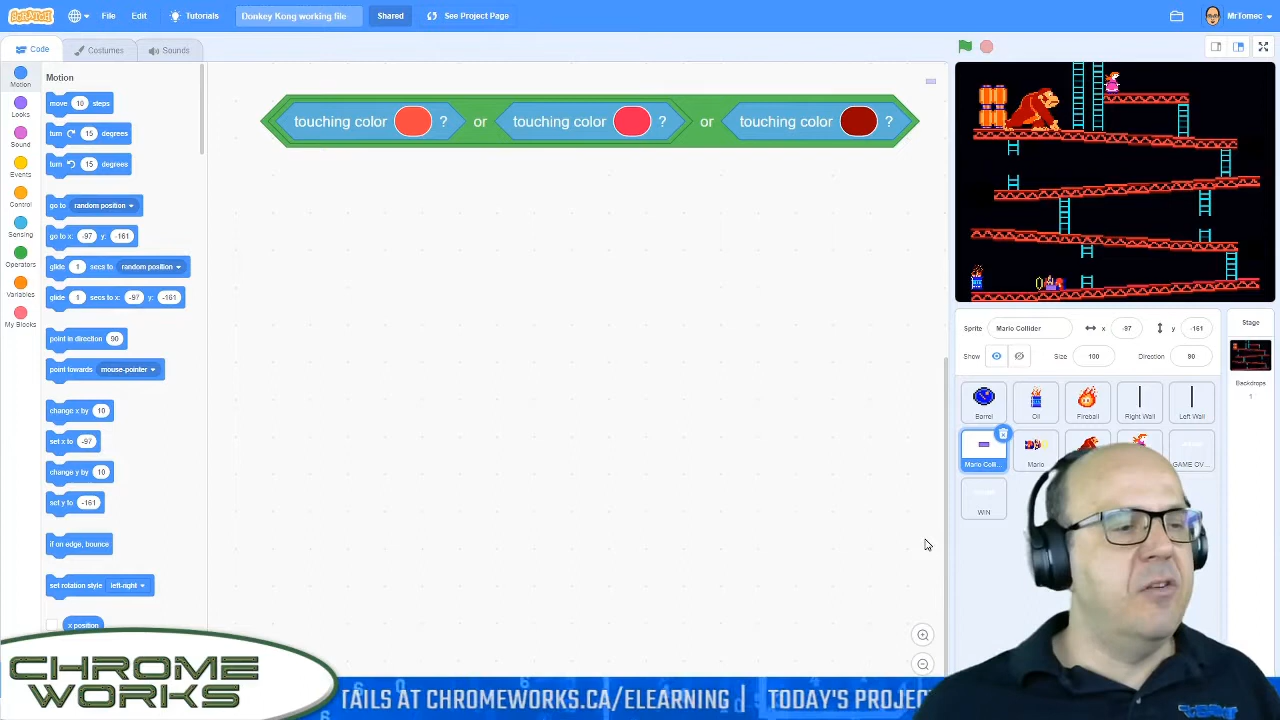 SCRATCH
File
Edit
Tutorials
Donkey Kong working file
Shared
See Project Page
MrTomec
Code
Costumes
Sounds
Motion
Looks
Sound
Events
Control
Sensing
Operators
Variables
My Blocks
Motion
move 10 steps
turn 15 degrees
turn 15 degrees
go to random position
go to x: -97 y: -161
glide 1 secs to random position
glide 1 secs to x: -97 y: -161
point in direction 90
point towards mouse-pointer
change x by 10
set x to -97
change y by 10
set y to -161
if on edge, bounce
set rotation style left-right
x position
touching color ? or touching color ? or touching color ?
Sprite Mario Collider x -97 y -161
Show Size 100 Direction 90
Stage
Backdrops
1
Barrel
Oil
Fireball
Right Wall
Left Wall
Mario Colli...
Mario
GAME OV...
WIN
CHROME
WORKS
TAILS AT CHROMEWORKS.CA/ELEARNING | TODAY'S PROJEC